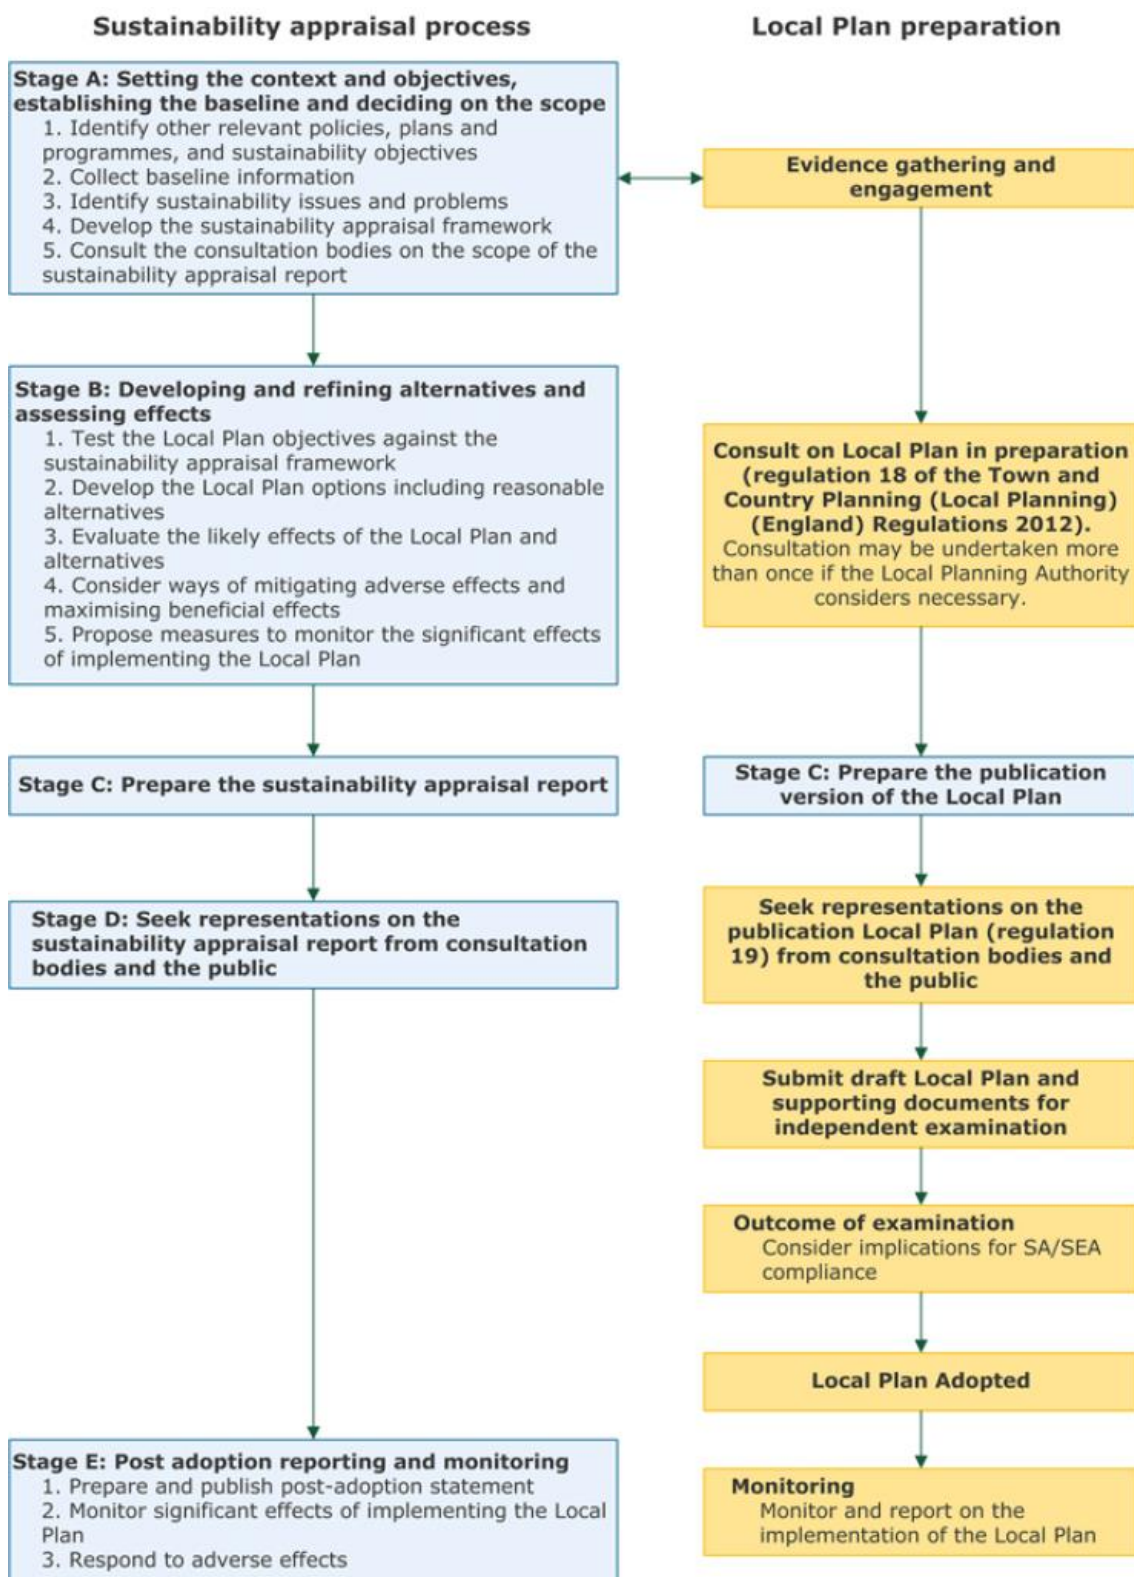 Sustainability appraisal process
Stage A: Setting the context and objectives,
establishing the baseline and deciding on the scope
1. Identify other relevant policies, plans and
programmes, and sustainability objectives
2. Collect baseline information
3. Identify sustainability issues and problems
4. Develop the sustainability appraisal framework
5. Consult the consultation bodies on the scope of the
sustainability appraisal report
Stage B: Developing and refining alternatives and
assessing effects
1. Test the Local Plan objectives against the
sustainability appraisal framework
2. Develop the Local Plan options including reasonable
alternatives
3. Evaluate the likely effects of the Local Plan and
alternatives
4. Consider ways of mitigating adverse effects and
maximising beneficial effects
5. Propose measures to monitor the significant effects
of implementing the Local Plan
Stage C: Prepare the sustainability appraisal report
Stage D: Seek representations on the
sustainability appraisal report from consultation
bodies and the public
Stage E: Post adoption reporting and monitoring
1. Prepare and publish post-adoption statement
2. Monitor significant effects of implementing the Local
Plan
3. Respond to adverse effects
Local Plan preparation
Evidence gathering and
engagement
Consult on Local Plan in preparation
(regulation 18 of the Town and
Country Planning (Local Planning)
(England) Regulations 2012).
Consultation may be undertaken more
than once if the Local Planning Authority
considers necessary.
Stage C: Prepare the publication
version of the Local Plan
Seek representations on the
publication Local Plan (regulation
19) from consultation bodies and
the public
Submit draft Local Plan and
supporting documents for
independent examination
Outcome of examination
Consider implications for SA/SEA
compliance
Local Plan Adopted
Monitoring
Monitor and report on the
implementation of the Local Plan